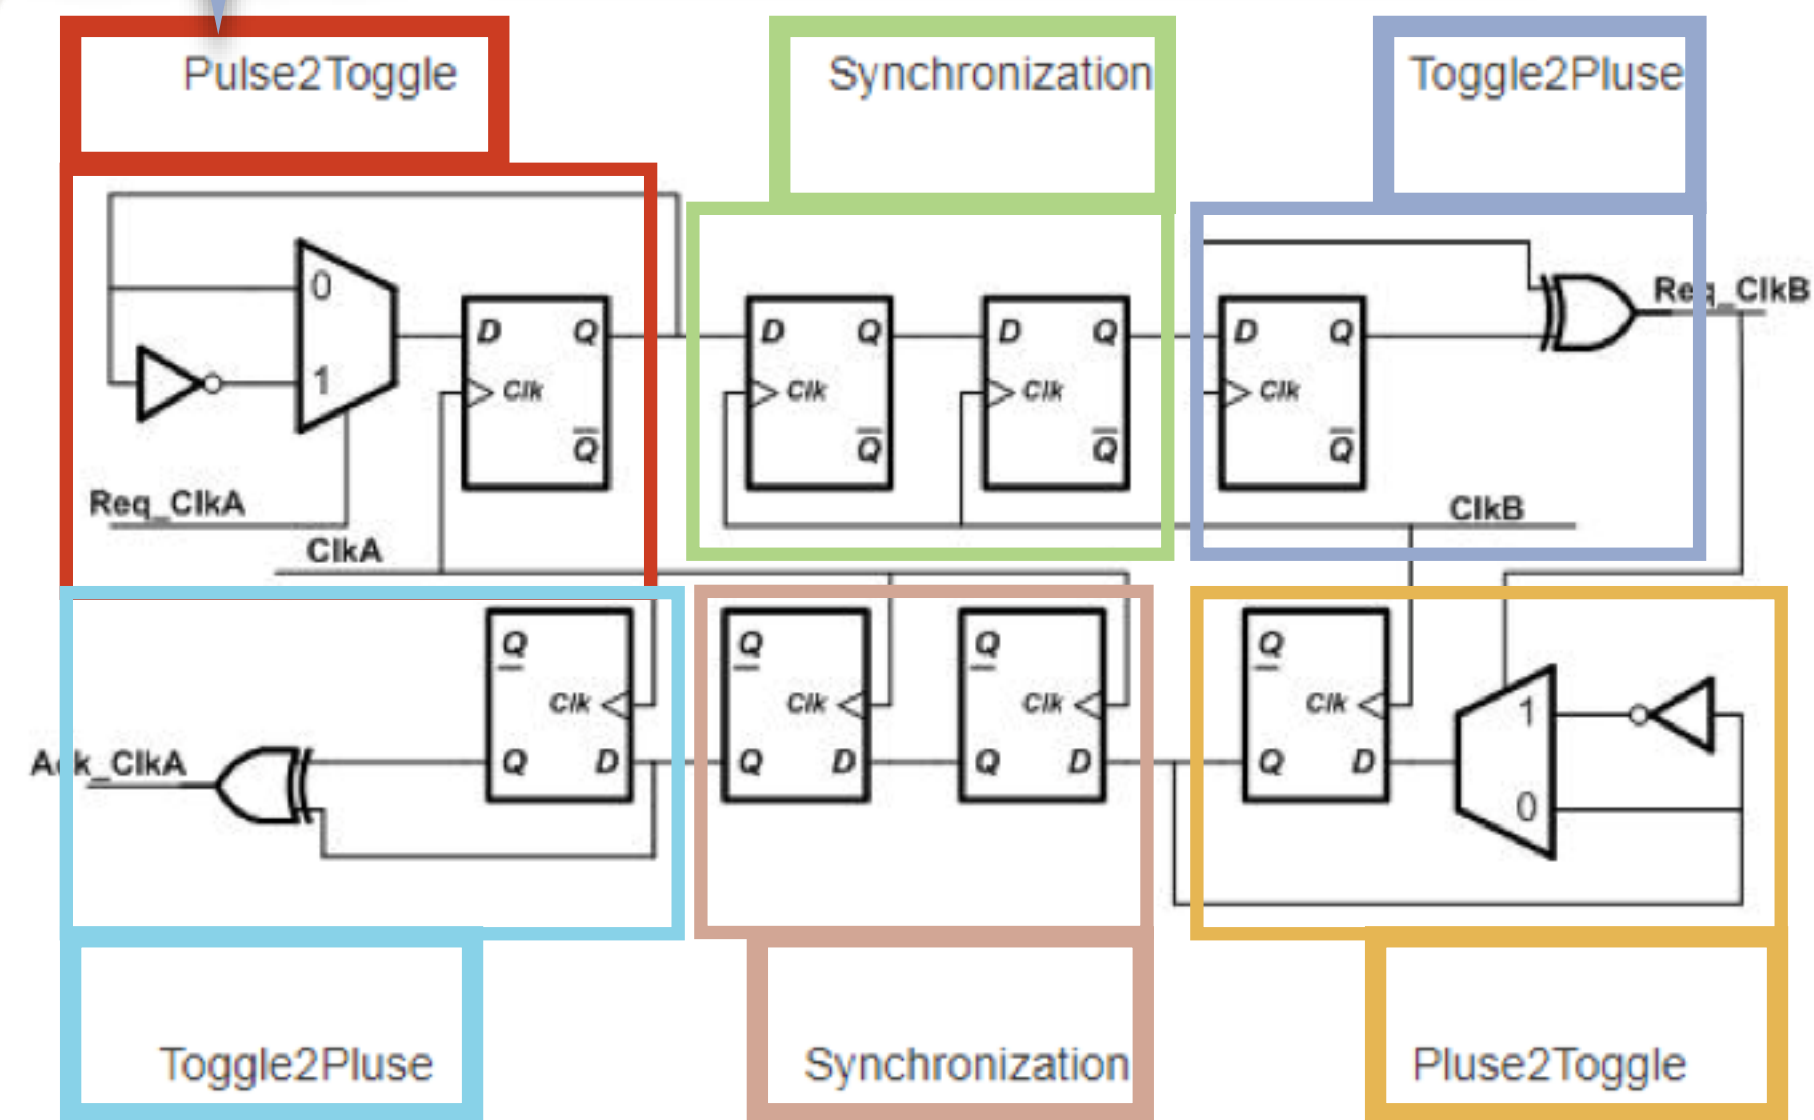 Pulse2Toggle
Synchronization
Toggle2Pluse
0
1
D Q
Clk
Q
D Q
Clk
Q
D Q
Clk
Q
D Q
Clk
Q
Req_ClkB
Req_ClkA
ClkA
ClkB
Q
Clk
Q D
Q
Clk
Q D
Q
Clk
Q D
Q
Clk
Q D
1
0
Ack_ClkA
Toggle2Pluse
Synchronization
Pluse2Toggle